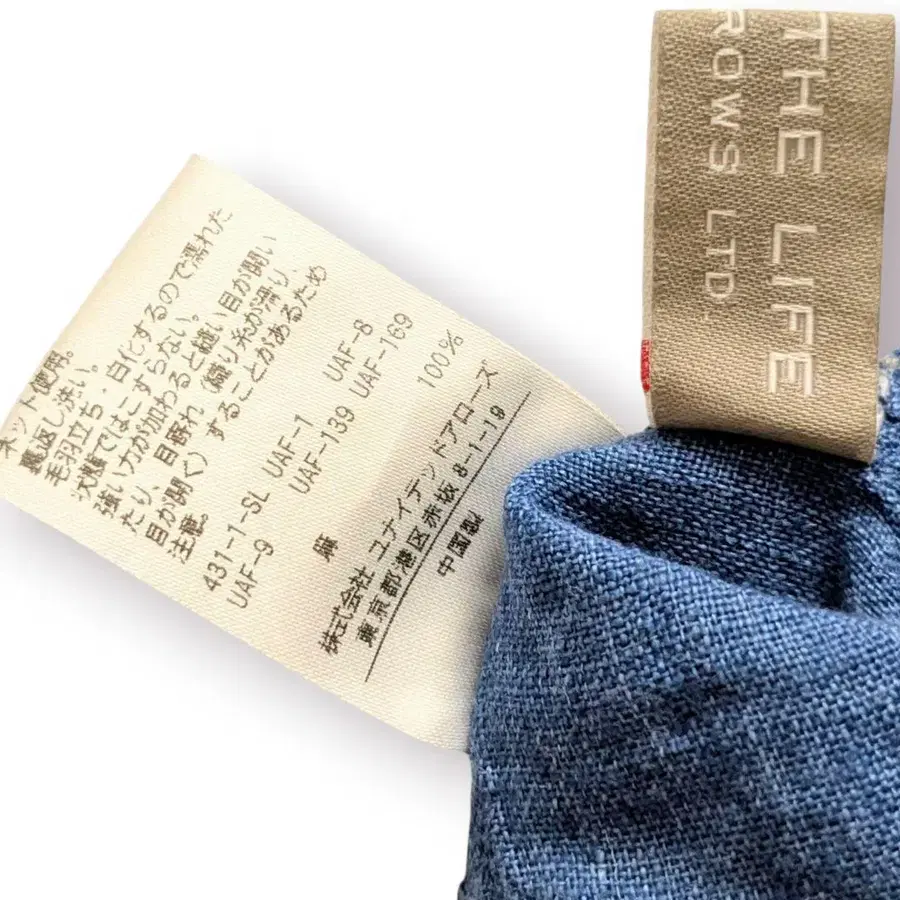 ネット使用。
裏返し洗い。
毛羽立ち・白化するので濡れた
状態ではこすらない。
強い力が加わると縫い目が開い
たり、目寄れ(織り糸が滑り、
目が開く)することがあるため
注意。
431-1-SL UAF-1 UAF-8
UAF-9 UAF-139 UAF-169
麻 100%
株式会社 ユナイテッドアローズ
東京都港区赤坂 8-1-19
中国製
THE LIFE
ROWS LTD.